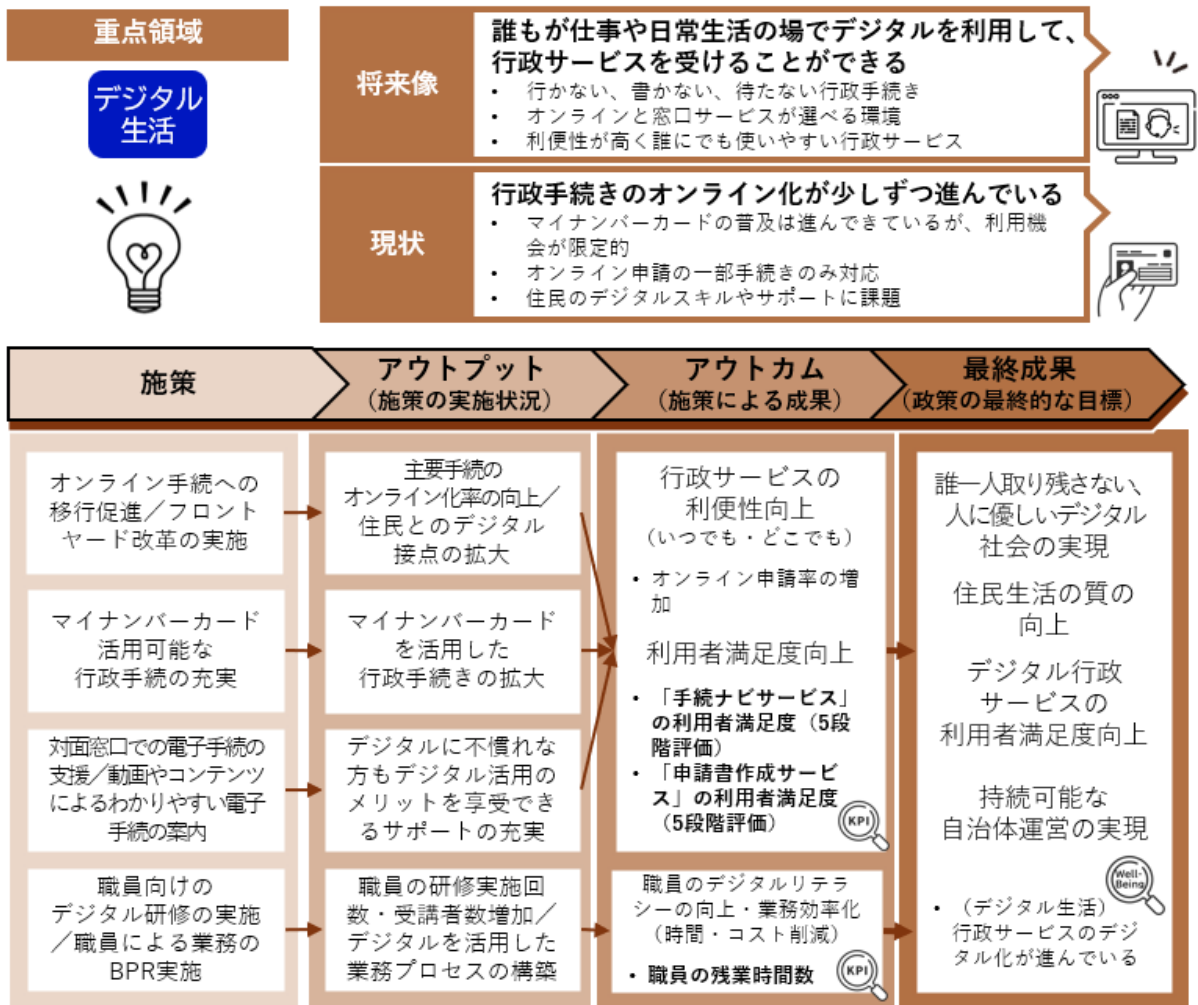 重点領域
デジタル
生活
将来像
誰もが仕事や日常生活の場でデジタルを利用して、
行政サービスを受けることができる
• 行かない、書かない、待たない行政手続き
• オンラインと窓口サービスが選べる環境
• 利便性が高く誰にでも使いやすい行政サービス
現状
行政手続きのオンライン化が少しずつ進んでいる
• マイナンバーカードの普及は進んできているが、利用機
会が限定的
• オンライン申請の一部手続きのみ対応
• 住民のデジタルスキルやサポートに課題
施策
アウトプット
(施策の実施状況)
アウトカム
(施策による成果)
最終成果
(政策の最終的な目標)
オンライン手続への
移行促進／フロント
ヤード改革の実施
主要手続の
オンライン化率の向上／
住民とのデジタル
接点の拡大
マイナンバーカード
活用可能な
行政手続の充実
マイナンバーカード
を活用した
行政手続きの拡大
対面窓口での電子手続の
支援／動画やコンテンツ
によるわかりやすい電子
手続の案内
デジタルに不慣れな
方もデジタル活用の
メリットを享受でき
るサポートの充実
職員向けの
デジタル研修の実施
／職員による業務の
BPR実施
職員の研修実施回
数・受講者数増加／
デジタルを活用した
業務プロセスの構築
行政サービスの
利便性向上
（いつでも・どこでも）
• オンライン申請率の増
加
利用者満足度向上
• 「手続ナビサービス」
の利用者満足度（5段
階評価）
• 「申請書作成サービ
ス」の利用者満足度
（5段階評価）
KPI
職員のデジタルリテラ
シーの向上・業務効率化
（時間・コスト削減）
• 職員の残業時間数
KPI
誰一人取り残さない、
人に優しいデジタル
社会の実現
住民生活の質の
向上
デジタル行政
サービスの
利用者満足度向上
持続可能な
自治体運営の実現
Well-
Being
• （デジタル生活）
行政サービスのデジ
タル化が進んでいる